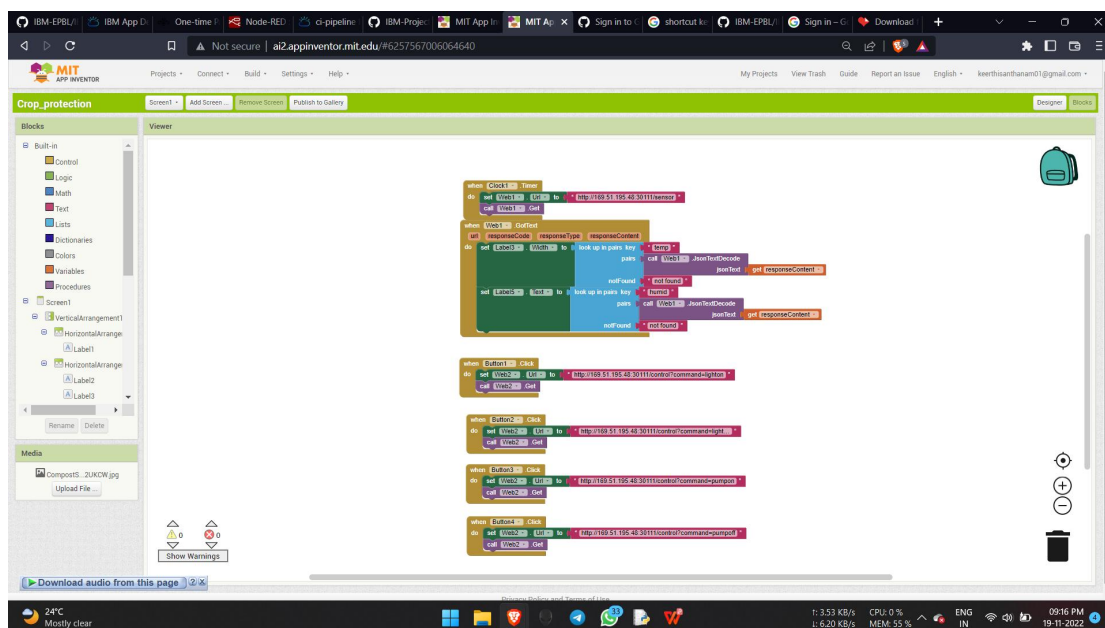 IBM-EPBL/I
IBM App D
One-time P
Node-RED
ci-pipeline
IBM-Projec
MIT App In
MIT Ap
Sign in to
shortcut ke
IBM-EPBL/I
Sign in – G
Download
Not secure | ai2.appinventor.mit.edu/#6257567006064640
MIT
APP INVENTOR
Projects
Connect
Build
Settings
Help
My Projects
View Trash
Guide
Report an Issue
English
keerthisanthanam01@gmail.com
Crop_protection
Screen1
Add Screen ...
Remove Screen
Publish to Gallery
Designer
Blocks
Blocks
Viewer
Built-in
Control
Logic
Math
Text
Lists
Dictionaries
Colors
Variables
Procedures
Screen1
VerticalArrangement1
HorizontalArrange
Label1
HorizontalArrange
Label2
Label3
Rename Delete
Media
CompostS...2UKCW.jpg
Upload File ...
when Clock1 .Timer
do set Web1 . Url to " http://169.51.195.48:30111/sensor "
call Web1 .Get
when Web1 .GotText
url responseCode responseType responseContent
do set Label3 . Width to look up in pairs key " temp "
pairs call Web1 .JsonTextDecode
jsonText get responseContent
notFound " not found "
set Label5 . Text to look up in pairs key " humid "
pairs call Web1 .JsonTextDecode
jsonText get responseContent
notFound " not found "
when Button1 .Click
do set Web2 . Url to " http://169.51.195.48:30111/control?command=lighton "
call Web2 .Get
when Button2 .Click
do set Web2 . Url to " http://169.51.195.48:30111/control?command=light... "
call Web2 .Get
when Button3 .Click
do set Web2 . Url to " http://169.51.195.48:30111/control?command=pumpon "
call Web2 .Get
when Button4 .Click
do set Web2 . Url to " http://169.51.195.48:30111/control?command=pumpoff "
call Web2 .Get
0 0
Show Warnings
Download audio from this page ? X
Privacy Policy and Terms of Use
24°C
Mostly clear
33
↑: 3.53 KB/s
↓: 6.20 KB/s
CPU: 0 %
MEM: 55 %
ENG
IN
09:16 PM
19-11-2022
4